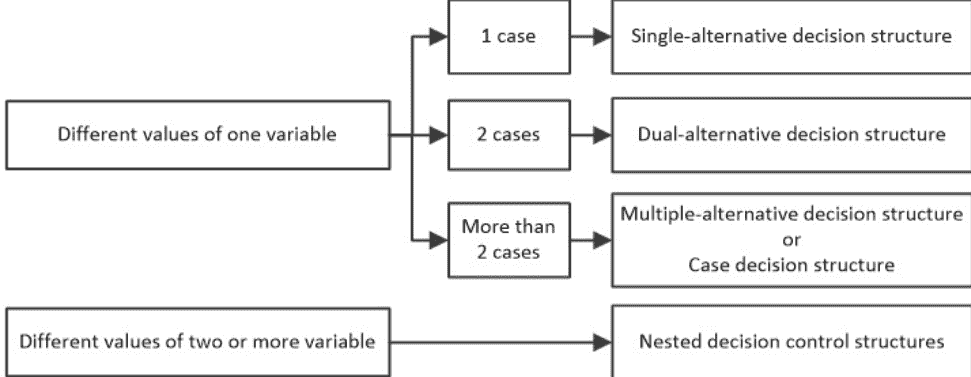 1 case
Single-alternative decision structure
Different values of one variable
2 cases
Dual-alternative decision structure
More than
2 cases
Multiple-alternative decision structure
or
Case decision structure
Different values of two or more variable
Nested decision control structures